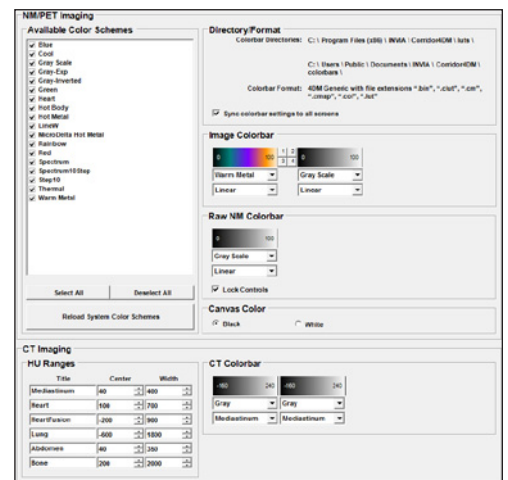 NM/PET Imaging
Available Color Schemes
Blue
Cool
Gray Scale
Gray-Exp
Gray-Inverted
Green
Heart
Hot Body
Hot Metal
LineW
MicroDelta Hot Metal
Rainbow
Red
Spectrum
Spectrum10Step
Step10
Thermal
Warm Metal
Select All Deselect All
Reload System Color Schemes
Directory/Format
Colorbar Directories: C: \ Program Files (x86) \ INVIA \ Corridor4DM \ luts \
C: \ Users \ Public \ Documents \ INVIA \ Corridor4DM \
colorbars \
Colorbar Format: 4DM Generic with file extensions "*.bin", "*.clut", "*.cm",
"*.cmap", "*.col", "*.lut"
Sync colorbar settings to all screens
Image Colorbar
0 100 1 2 0 100
3 4
Warm Metal Gray Scale
Linear Linear
Raw NM Colorbar
0 100
Gray Scale
Linear
Lock Controls
Canvas Color
Black White
CT Imaging
HU Ranges
Title Center Width
Mediastinum 40 400
Heart 100 700
HeartFusion -200 900
Lung -600 1800
Abdomen 40 350
Bone 200 2000
CT Colorbar
-160 240 -160 240
Gray Gray
Mediastinum Mediastinum